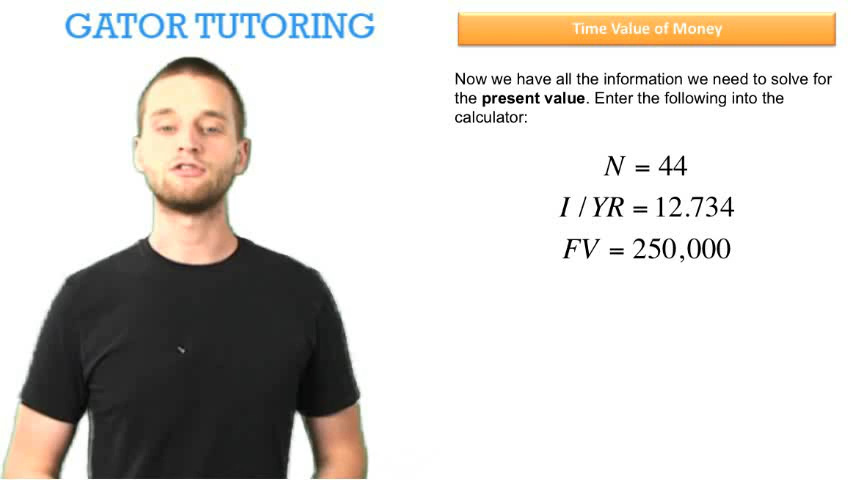 GATOR TUTORING
Time Value of Money
Now we have all the information we need to solve for
the present value. Enter the following into the
calculator:
N = 44
I / YR = 12.734
FV = 250,000